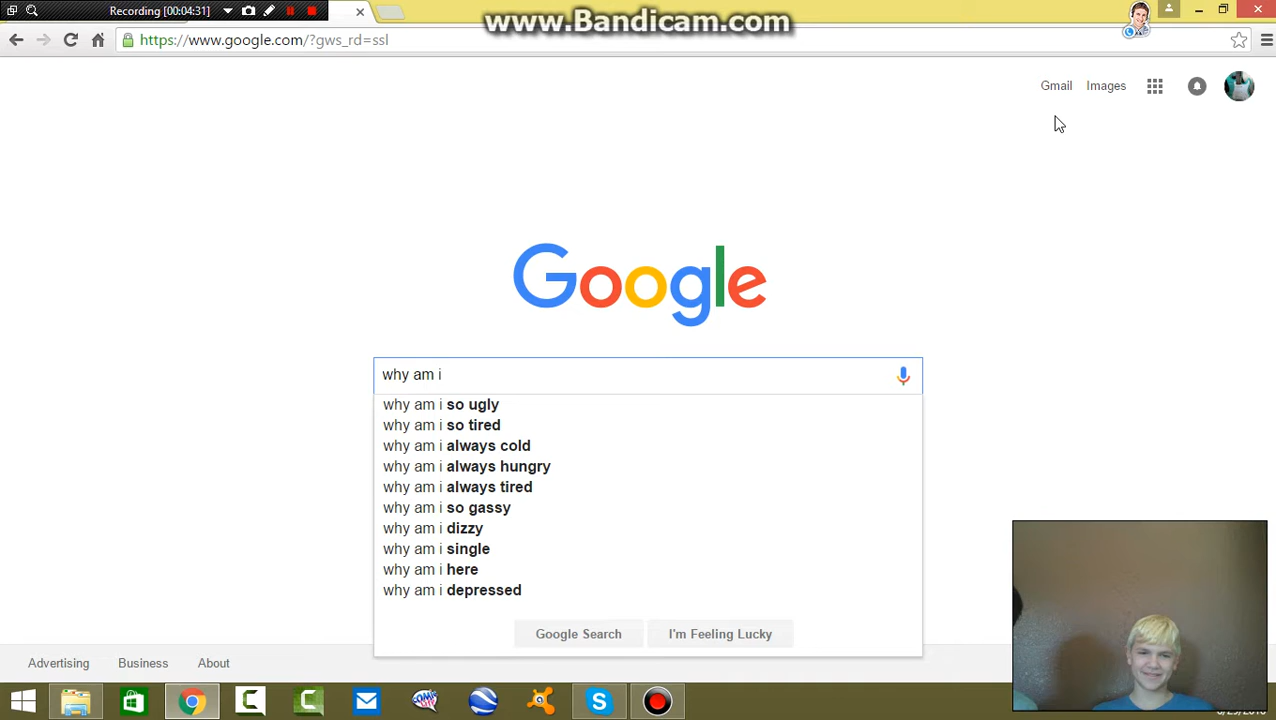 Recording [00:04:31]
www.Bandicam.com
https://www.google.com/?gws_rd=ssl
Gmail Images
Google
why am i
why am i so ugly
why am i so tired
why am i always cold
why am i always hungry
why am i always tired
why am i so gassy
why am i dizzy
why am i single
why am i here
why am i depressed
Google Search I'm Feeling Lucky
Advertising Business About